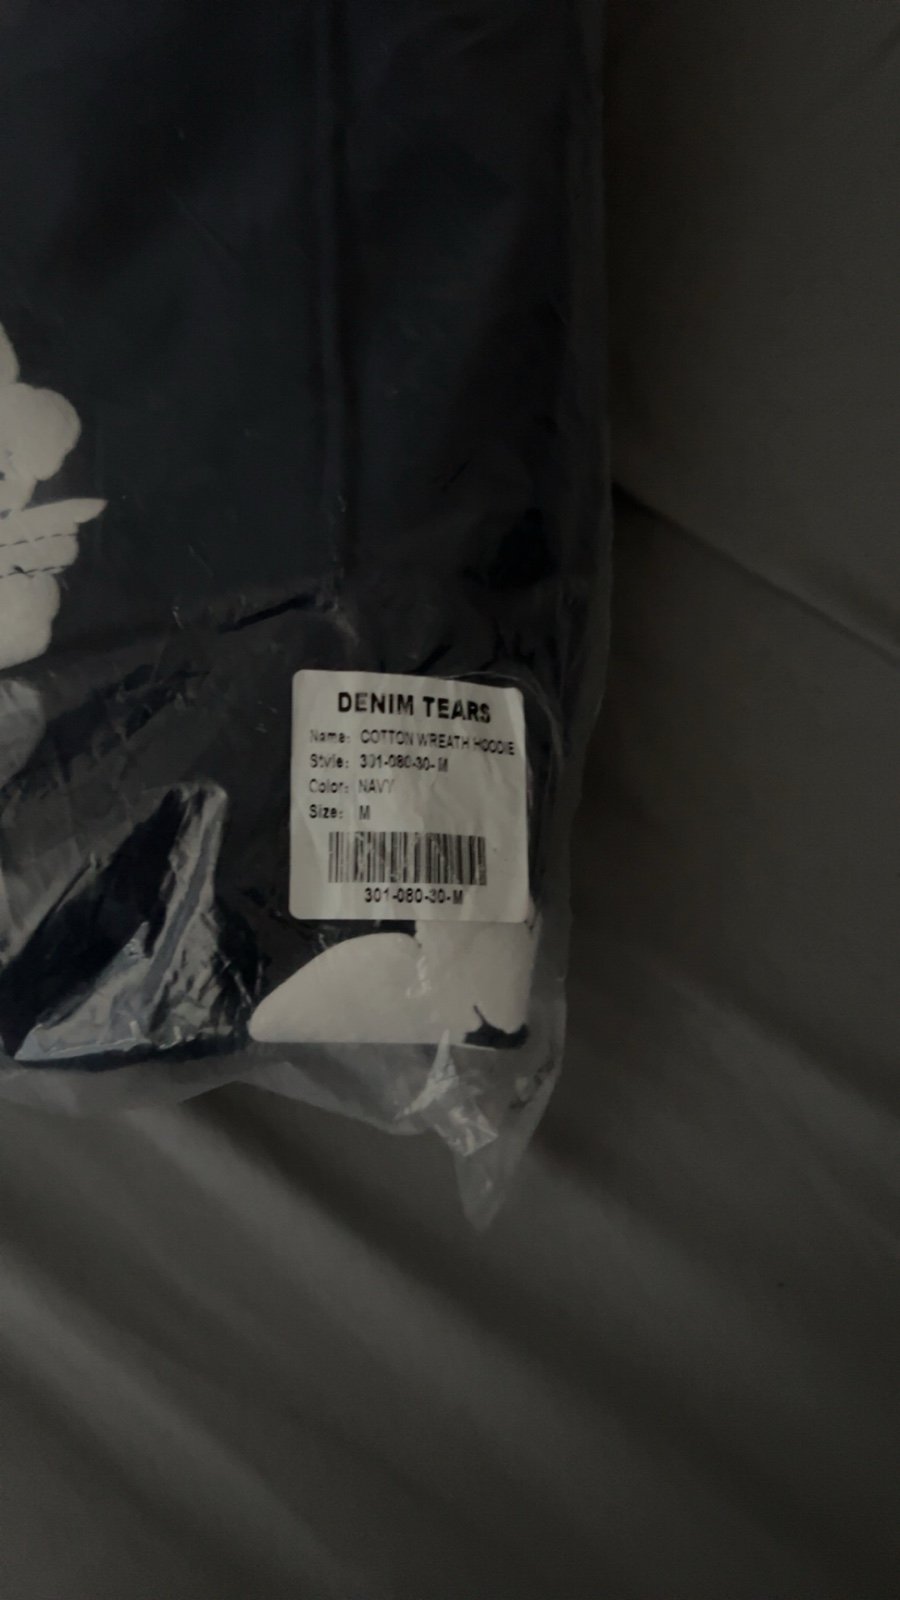 DENIM TEARS
Name: COTTON WREATH HOODIE
Style: 301-080-30-M
Color: NAVY
Size: M
301-080-30-M